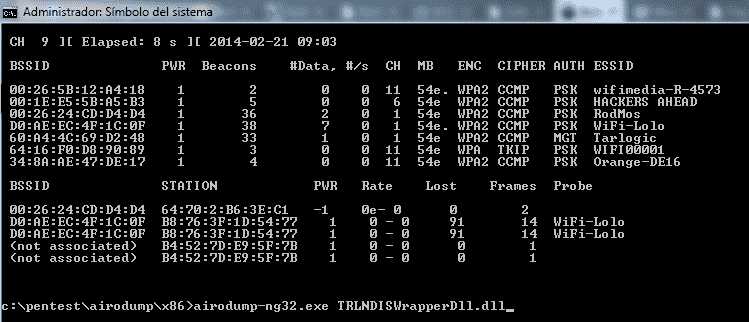 Administrador: Símbolo del sistema
CH 9 ][ Elapsed: 8 s ][ 2014-02-21 09:03
BSSID PWR Beacons #Data, #/s CH MB ENC CIPHER AUTH ESSID
00:26:5B:12:A4:18 1 2 0 0 11 54e. WPA2 CCMP PSK wifimedia-R-4573
00:1E:E5:5B:A5:B3 1 5 0 0 6 54e WPA2 CCMP PSK HACKERS AHEAD
00:26:24:CD:D4:D4 1 36 2 0 1 54e WPA2 CCMP PSK RodMos
D0:AE:EC:4F:1C:0F 1 38 7 0 1 54e. WPA2 CCMP PSK WiFi-Lolo
60:A4:4C:69:D2:48 1 33 1 0 1 54e WPA2 CCMP MGT Tarlogic
64:16:F0:D8:90:89 1 3 0 0 11 54e WPA TKIP PSK WIFI00001
34:8A:AE:47:DE:17 1 4 0 0 11 54e WPA2 CCMP PSK Orange-DE16
BSSID STATION PWR Rate Lost Frames Probe
00:26:24:CD:D4:D4 64:70:2:B6:3E:C1 -1 0e- 0 0 2
D0:AE:EC:4F:1C:0F B8:76:3F:1D:54:77 1 0 - 0 91 14 WiFi-Lolo
D0:AE:EC:4F:1C:0F B8:76:3F:1D:54:77 1 0 - 0 91 14 WiFi-Lolo
(not associated) B4:52:7D:E9:5F:7B 1 0 - 0 0 1
(not associated) B4:52:7D:E9:5F:7B 1 0 - 0 0 1
c:\pentest\airodump\x86>airodump-ng32.exe TRLNDISWrapperDll.dll_